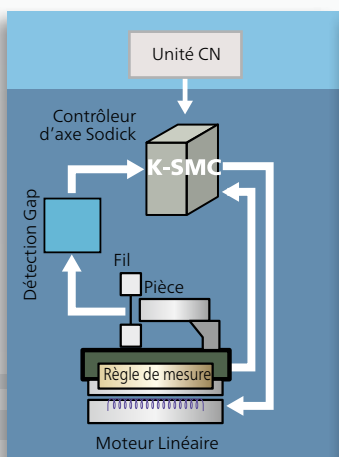 Unité CN
Contrôleur
d'axe Sodick
K-SMC
Détection Gap
Fil
Pièce
Règle de mesure
Moteur Linéaire